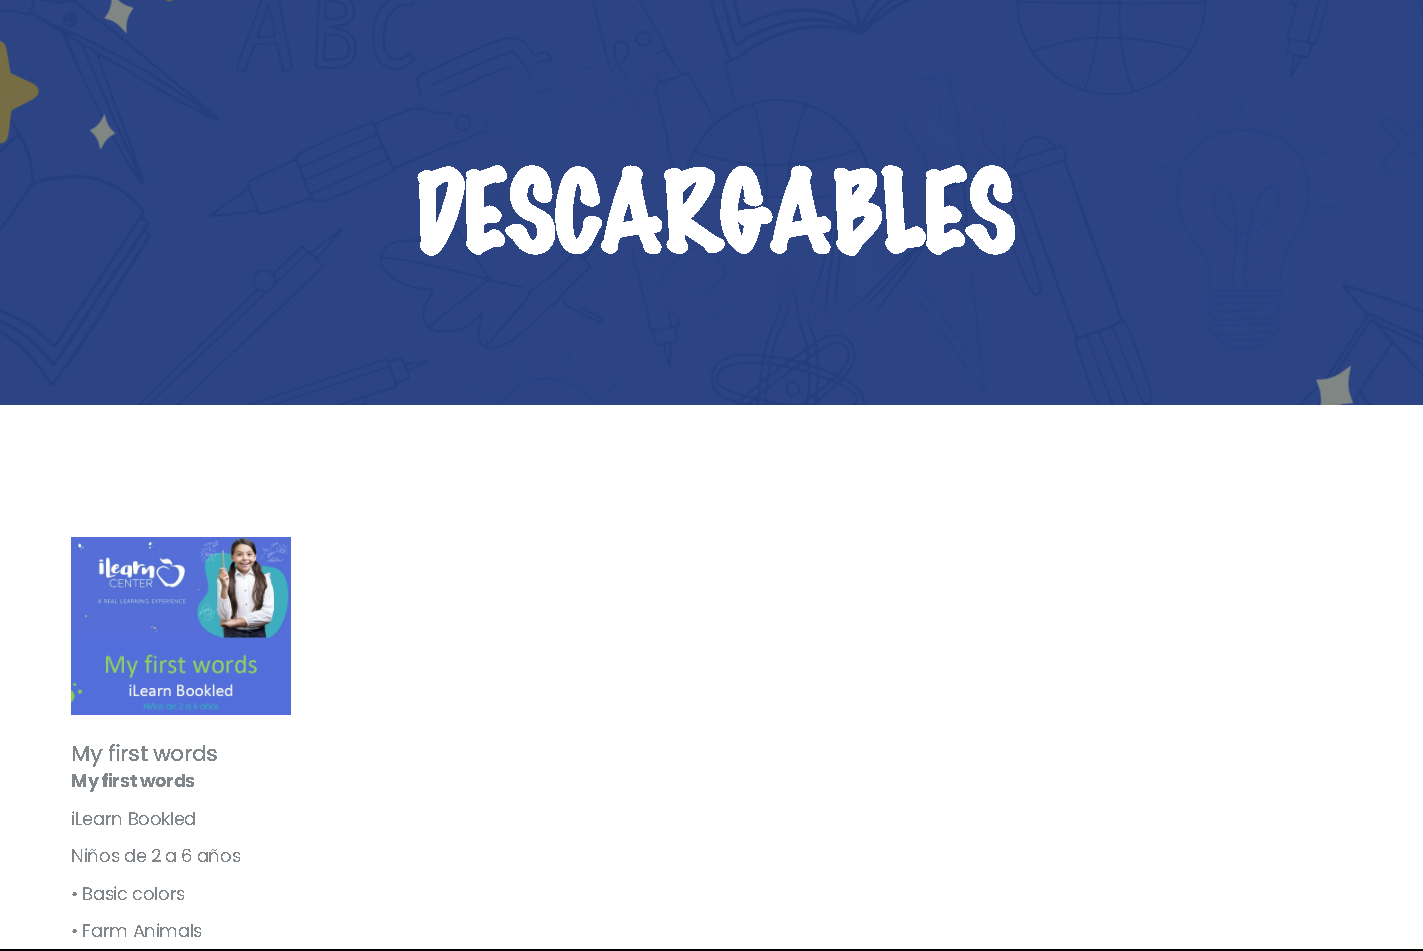 ABC
DESCARGABLES
iLearn
CENTER
A REAL LEARNING EXPERIENCE
My first words
iLearn Bookled
Niños de 2 a 6 años
My first words
My first words
iLearn Bookled
Niños de 2 a 6 años
• Basic colors
• Farm Animals